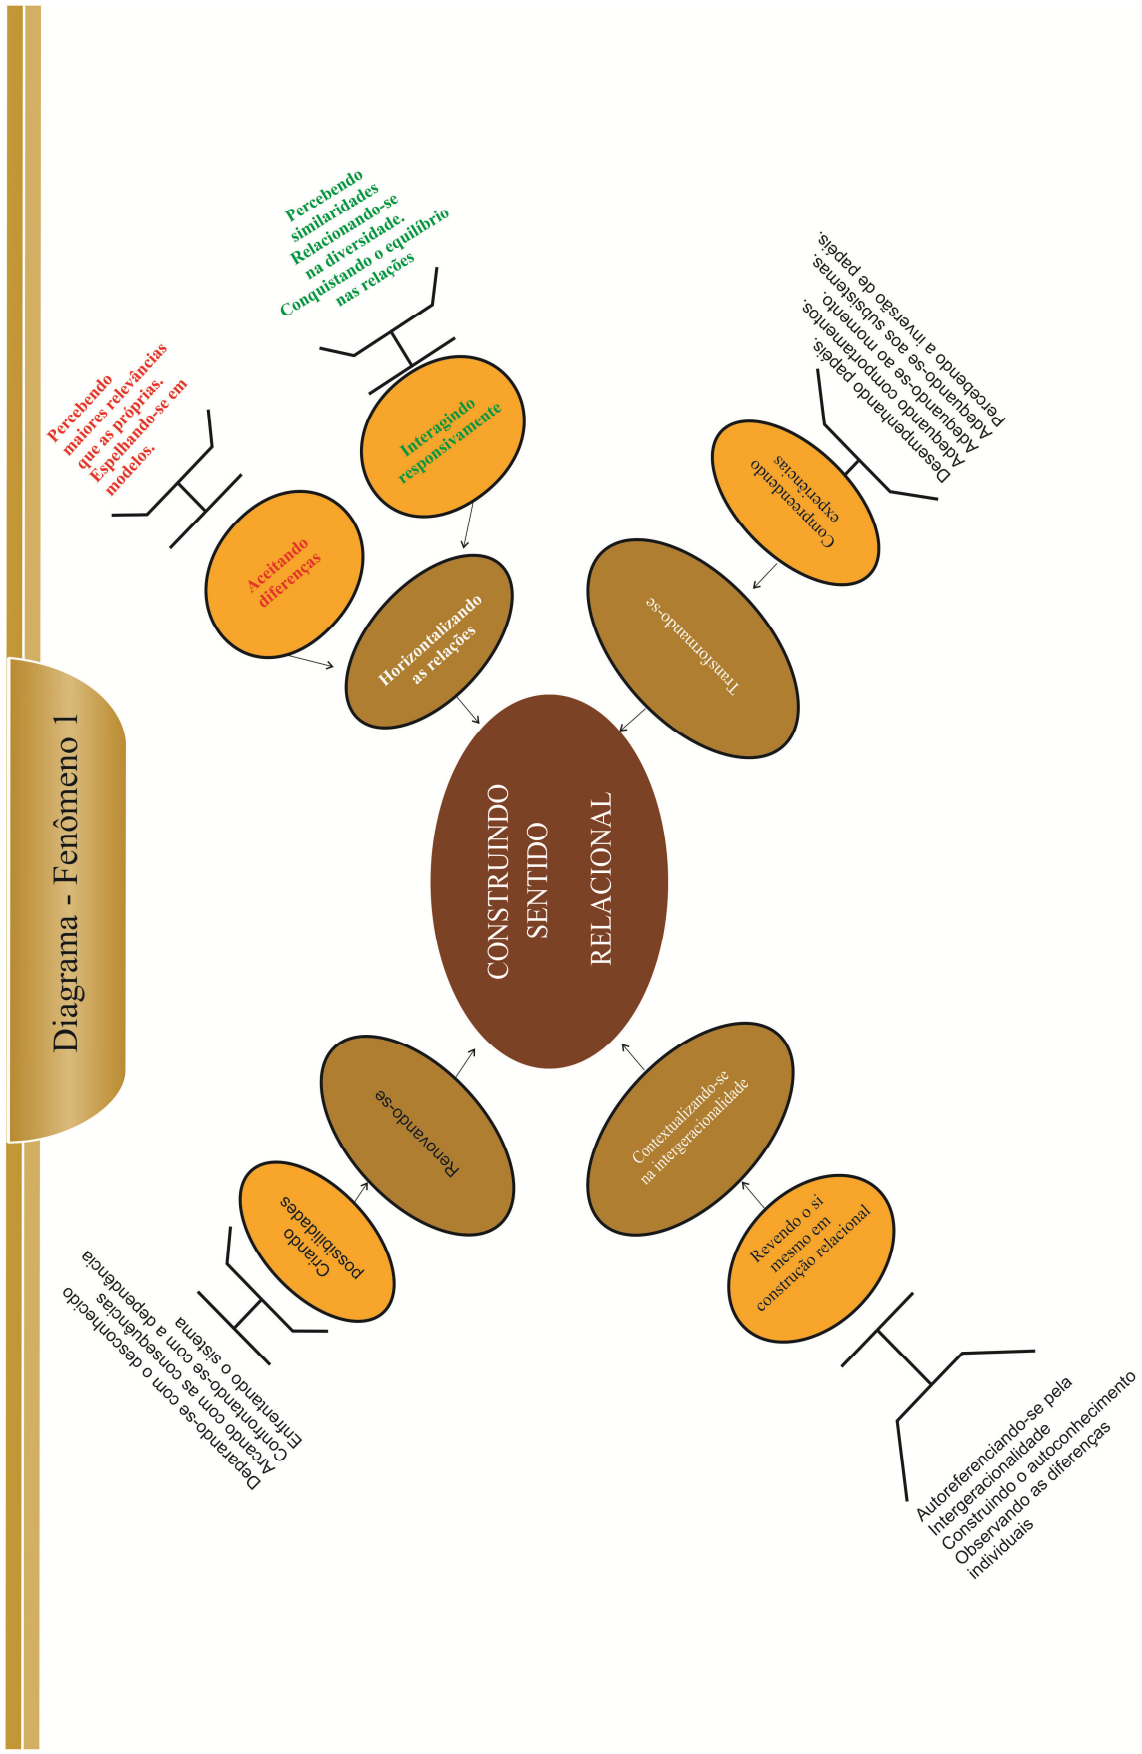 Diagrama - Fenômeno 1
Percebendo
maiores relevâncias
que as próprias.
Espelhando-se em
modelos.
Percebendo
similaridades
Relacionando-se
na diversidade.
Conquistando o equilíbrio
nas relações
Aceitando
diferenças
Interagindo
responsivamente
Horizontalizando
as relações
Desempenhando papéis.
Adequando comportamentos.
Adequando-se ao momento.
Adequando-se aos subsistemas.
Percebendo a inversão de papéis.
Compreendendo
experiências
Transformando-se
CONSTRUINDO
SENTIDO
RELACIONAL
Renovando-se
Criando
possibilidades
Deparando-se com o desconhecido
Arcando com as consequências
Confrontando-se com a dependência
Enfrentando o sistema
Contextualizando-se
na intergeracionalidade
Revendo o si
mesmo em
construção relacional
Autoreferenciando-se pela
Intergeracionalidade
Construindo o autoconhecimento
Observando as diferenças
individuais